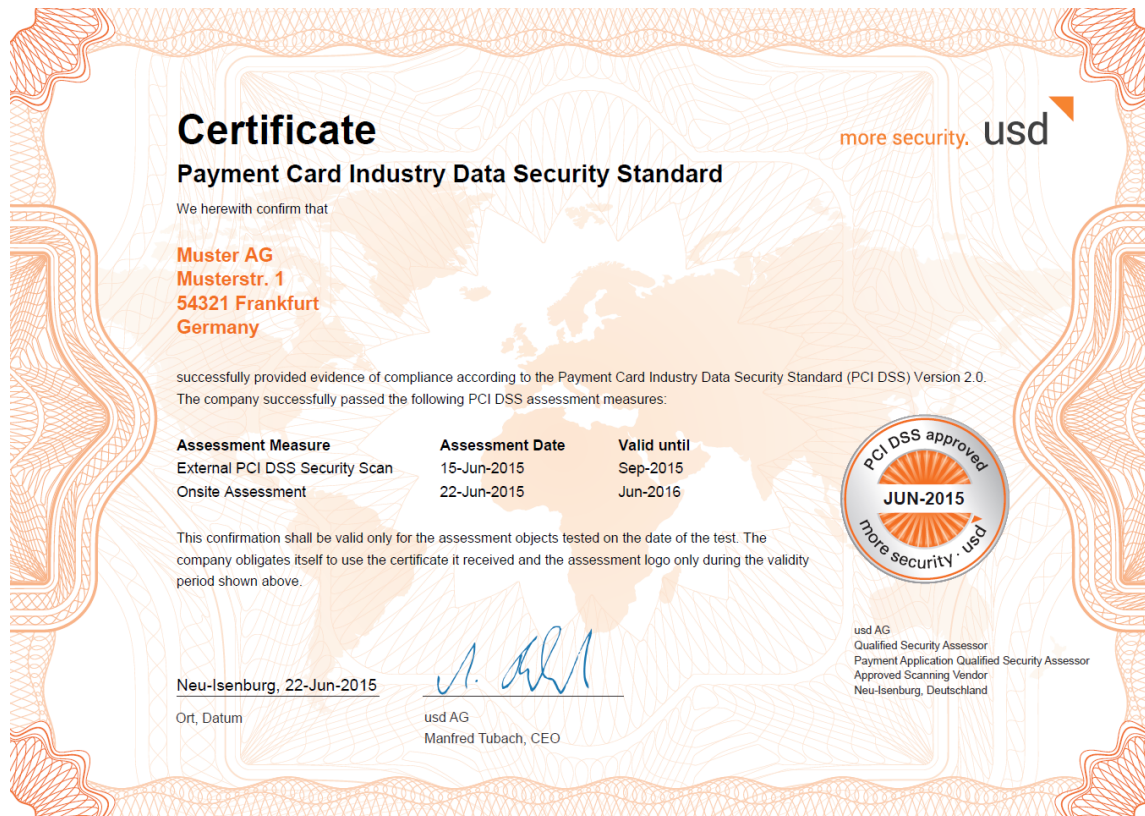 Certificate
more security. usd
Payment Card Industry Data Security Standard
We herewith confirm that
Muster AG
Musterstr. 1
54321 Frankfurt
Germany
successfully provided evidence of compliance according to the Payment Card Industry Data Security Standard (PCI DSS) Version 2.0.
The company successfully passed the following PCI DSS assessment measures:
Assessment Measure Assessment Date Valid until
External PCI DSS Security Scan 15-Jun-2015 Sep-2015
Onsite Assessment 22-Jun-2015 Jun-2016
PCI DSS approved
JUN-2015
more security · usd
This confirmation shall be valid only for the assessment objects tested on the date of the test. The
company obligates itself to use the certificate it received and the assessment logo only during the validity
period shown above.
usd AG
Qualified Security Assessor
Payment Application Qualified Security Assessor
Approved Scanning Vendor
Neu-Isenburg, Deutschland
Neu-Isenburg, 22-Jun-2015
Ort, Datum
usd AG
Manfred Tubach, CEO